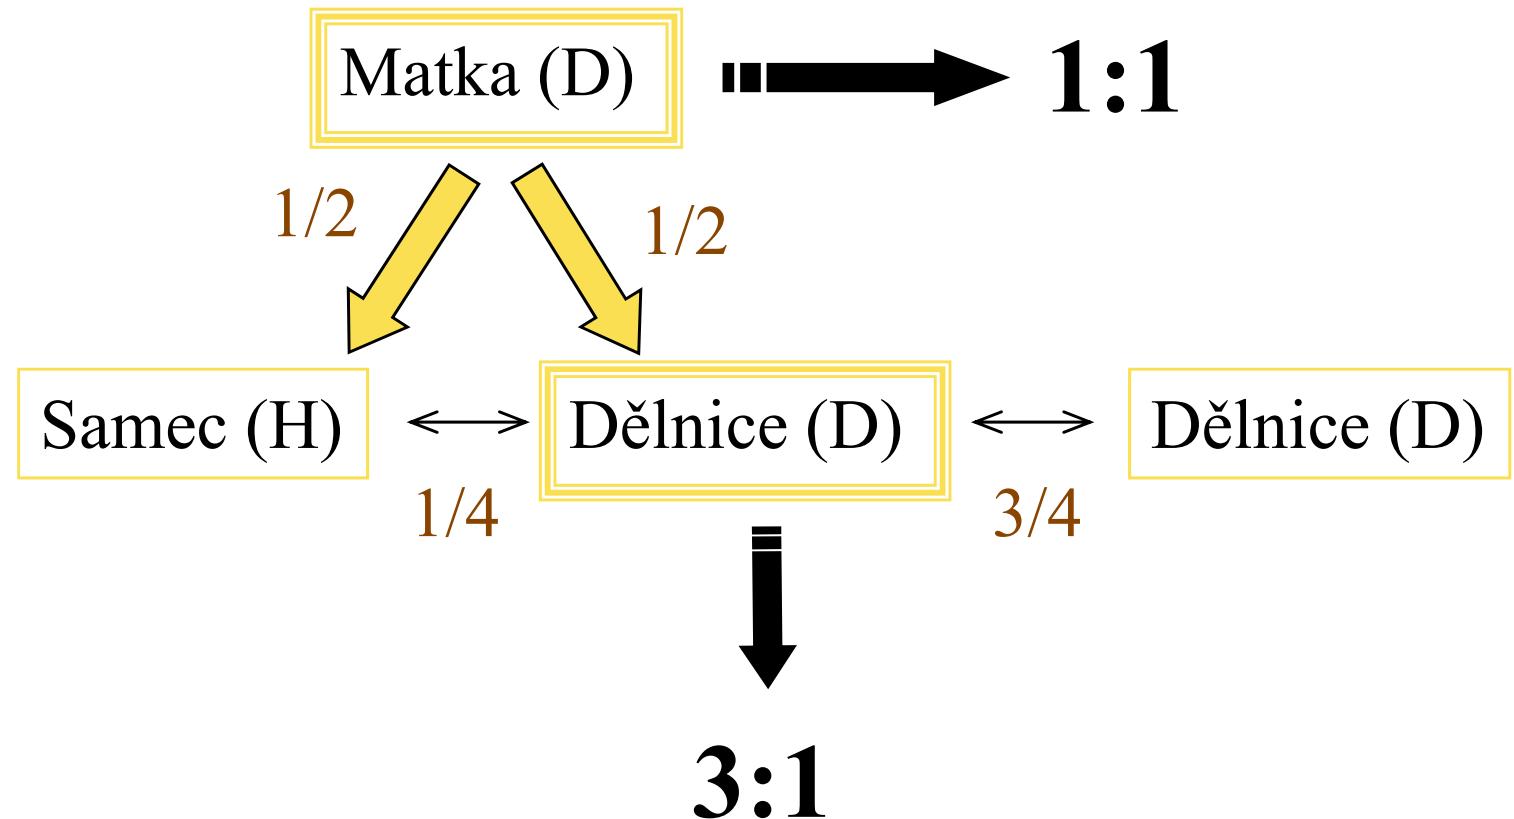 Matka (D)
1:1
1/2
1/2
Samec (H)
Dělnice (D)
Dělnice (D)
1/4
3/4
3:1